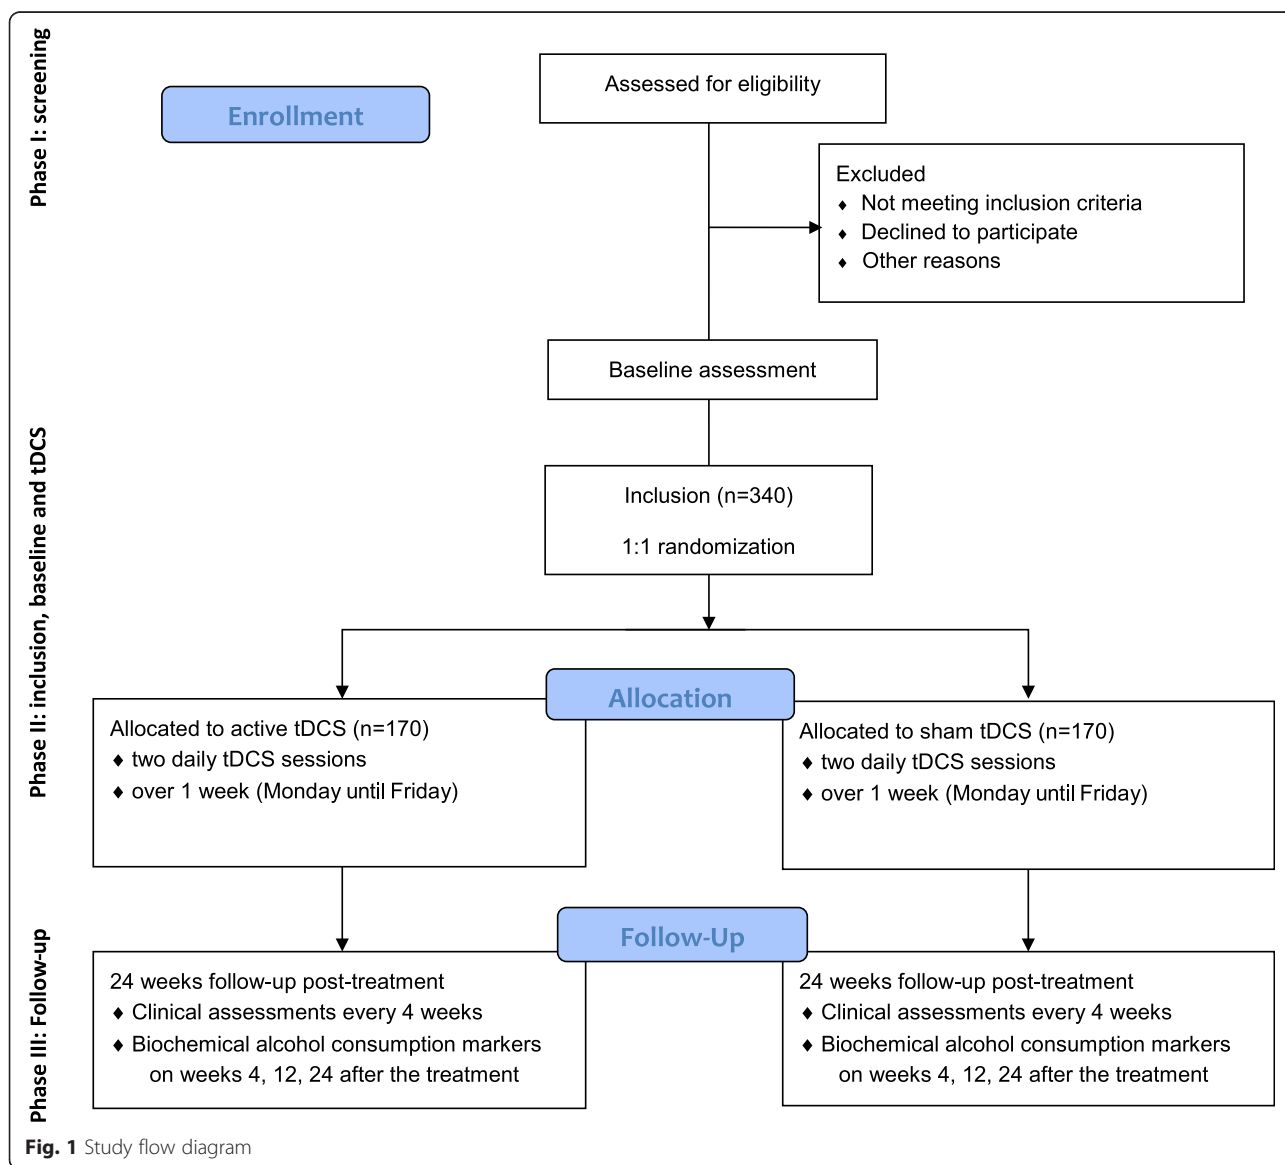 Phase I: screening
Enrollment
Assessed for eligibility
Excluded
♦ Not meeting inclusion criteria
♦ Declined to participate
♦ Other reasons
Phase II: inclusion, baseline and tDCS
Baseline assessment
Inclusion (n=340)
1:1 randomization
Allocation
Allocated to active tDCS (n=170)
♦ two daily tDCS sessions
♦ over 1 week (Monday until Friday)
Allocated to sham tDCS (n=170)
♦ two daily tDCS sessions
♦ over 1 week (Monday until Friday)
Phase III: Follow-up
Follow-Up
24 weeks follow-up post-treatment
♦ Clinical assessments every 4 weeks
♦ Biochemical alcohol consumption markers
on weeks 4, 12, 24 after the treatment
24 weeks follow-up post-treatment
♦ Clinical assessments every 4 weeks
♦ Biochemical alcohol consumption markers
on weeks 4, 12, 24 after the treatment
Fig. 1 Study flow diagram